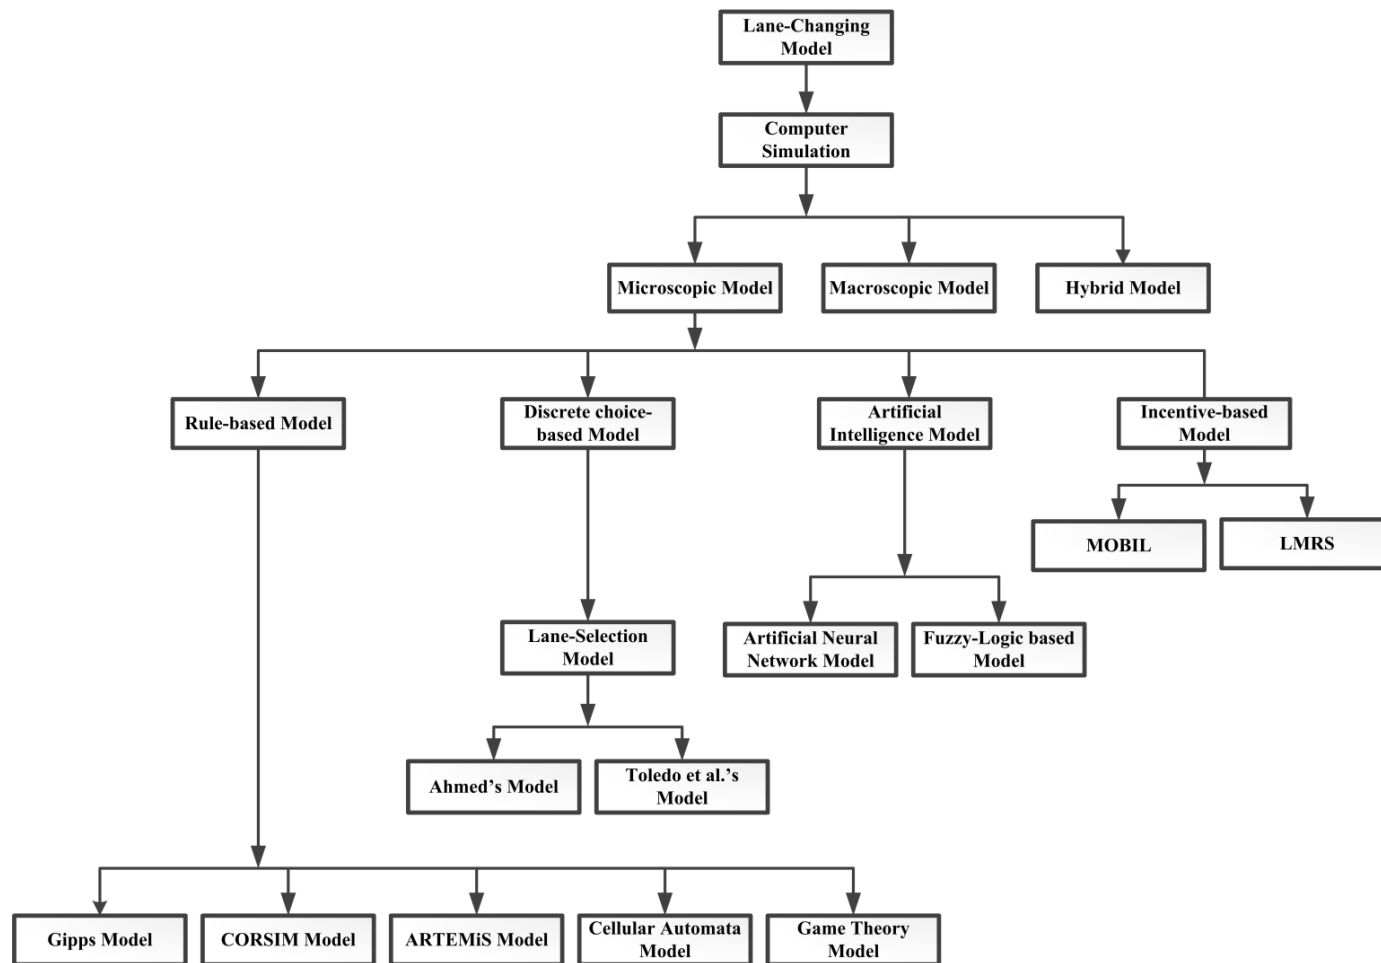 Lane-Changing
Model
Computer
Simulation
Microscopic Model
Macroscopic Model
Hybrid Model
Rule-based Model
Discrete choice-
based Model
Artificial
Intelligence Model
Incentive-based
Model
MOBIL
LMRS
Lane-Selection
Model
Artificial Neural
Network Model
Fuzzy-Logic based
Model
Ahmed’s Model
Toledo et al.’s
Model
Gipps Model
CORSIM Model
ARTEMiS Model
Cellular Automata
Model
Game Theory
Model